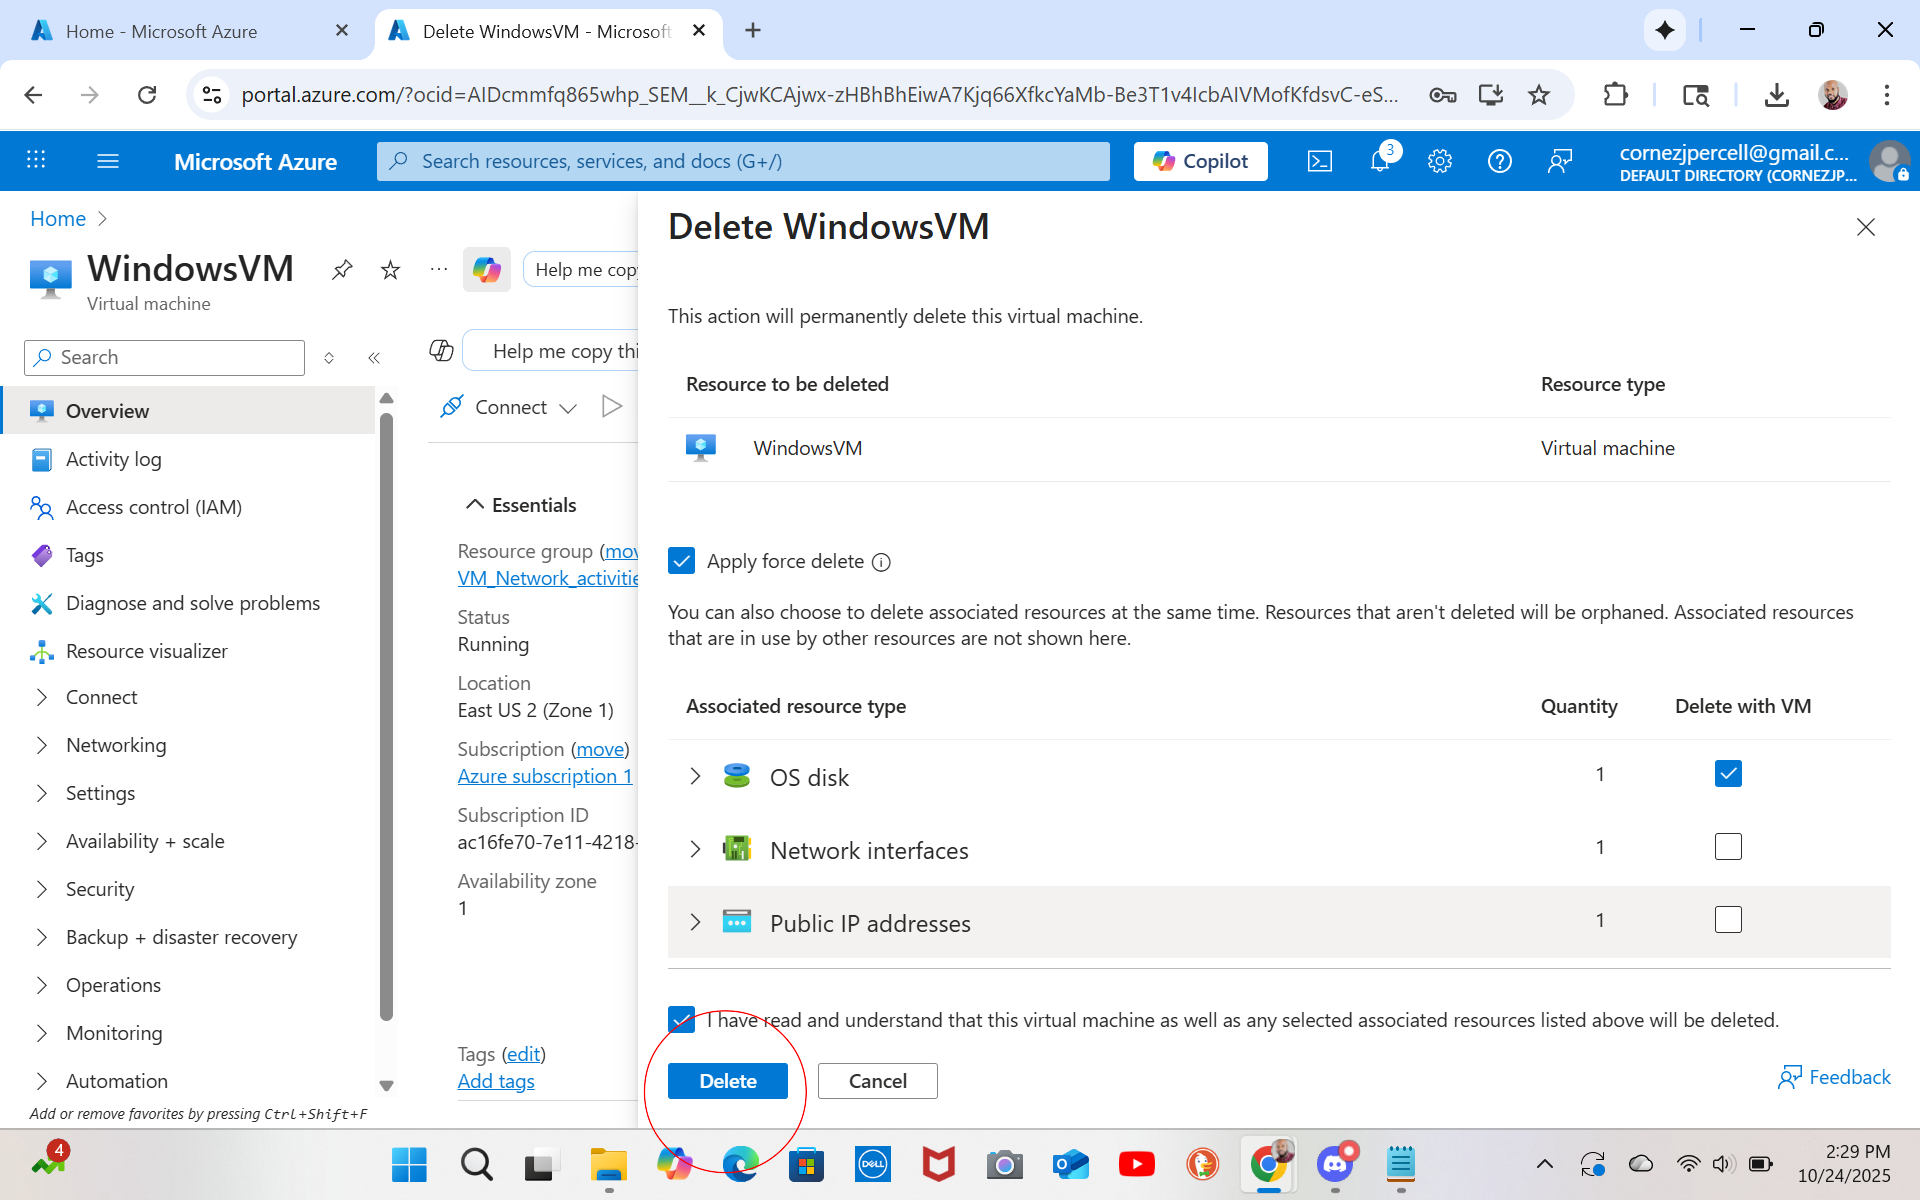 Home - Microsoft Azure
Delete WindowsVM - Microsoft
portal.azure.com/?ocid=AIDcmmfq865whp_SEM__k_CjwKCAjwx-zHBhBhEiwA7Kjq66XfkcYaMb-Be3T1v4IcbAIVMofKfdsvC-eS...
Microsoft Azure
Search resources, services, and docs (G+/)
Copilot
3
cornezjpercell@gmail.c...
DEFAULT DIRECTORY (CORNEZJP...
Home
WindowsVM
Virtual machine
Help me copy
Search
Help me copy thi
Connect
Overview
Activity log
Access control (IAM)
Tags
Diagnose and solve problems
Resource visualizer
Connect
Networking
Settings
Availability + scale
Security
Backup + disaster recovery
Operations
Monitoring
Automation
Add or remove favorites by pressing Ctrl+Shift+F
Essentials
Resource group (mov
VM_Network_activitie
Status
Running
Location
East US 2 (Zone 1)
Subscription (move)
Azure subscription 1
Subscription ID
ac16fe70-7e11-4218-
Availability zone
1
Tags (edit)
Add tags
Delete WindowsVM
This action will permanently delete this virtual machine.
Resource to be deleted Resource type
WindowsVM Virtual machine
Apply force delete
You can also choose to delete associated resources at the same time. Resources that aren't deleted will be orphaned. Associated resources
that are in use by other resources are not shown here.
Associated resource type Quantity Delete with VM
OS disk 1
Network interfaces 1
Public IP addresses 1
I have read and understand that this virtual machine as well as any selected associated resources listed above will be deleted.
Delete Cancel
Feedback
4
DELL
2:29 PM
10/24/2025